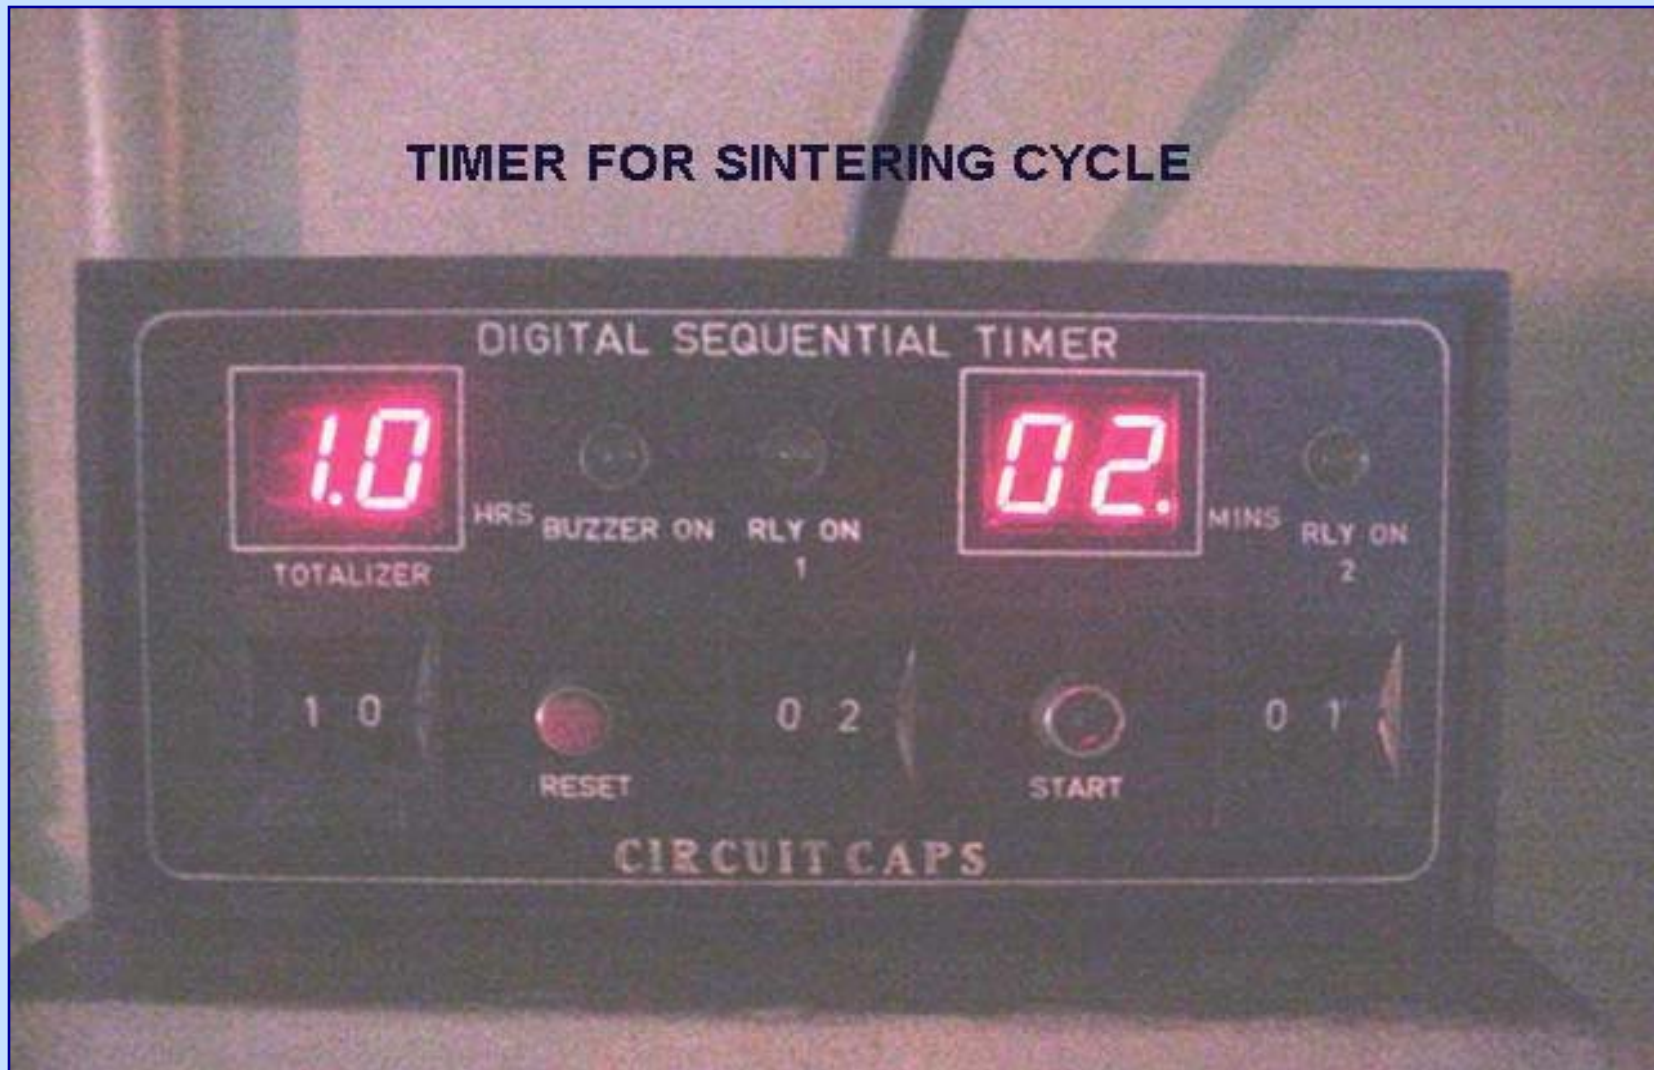 TIMER FOR SINTERING CYCLE
DIGITAL SEQUENTIAL TIMER
1.0 HRS BUZZER ON RLY ON 1 02. MINS RLY ON 2
TOTALIZER
1 0 0 2 0 1
RESET START
CIRCUIT CAPS